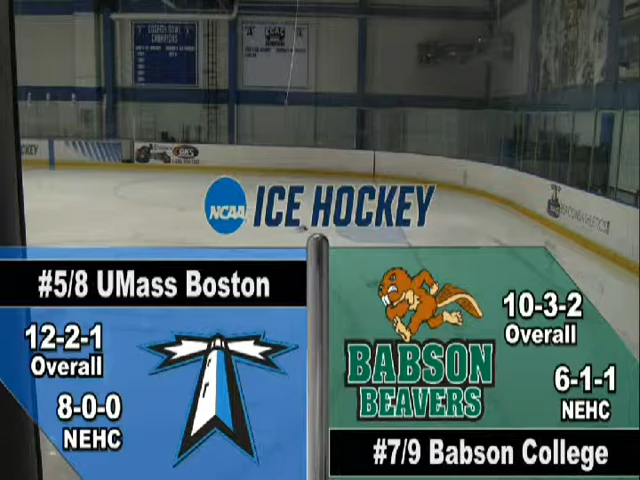 NCAA ICE HOCKEY
#5/8 UMass Boston
12-2-1
Overall
8-0-0
NEHC
10-3-2
Overall
6-1-1
NEHC
BABSON
BEAVERS
#7/9 Babson College